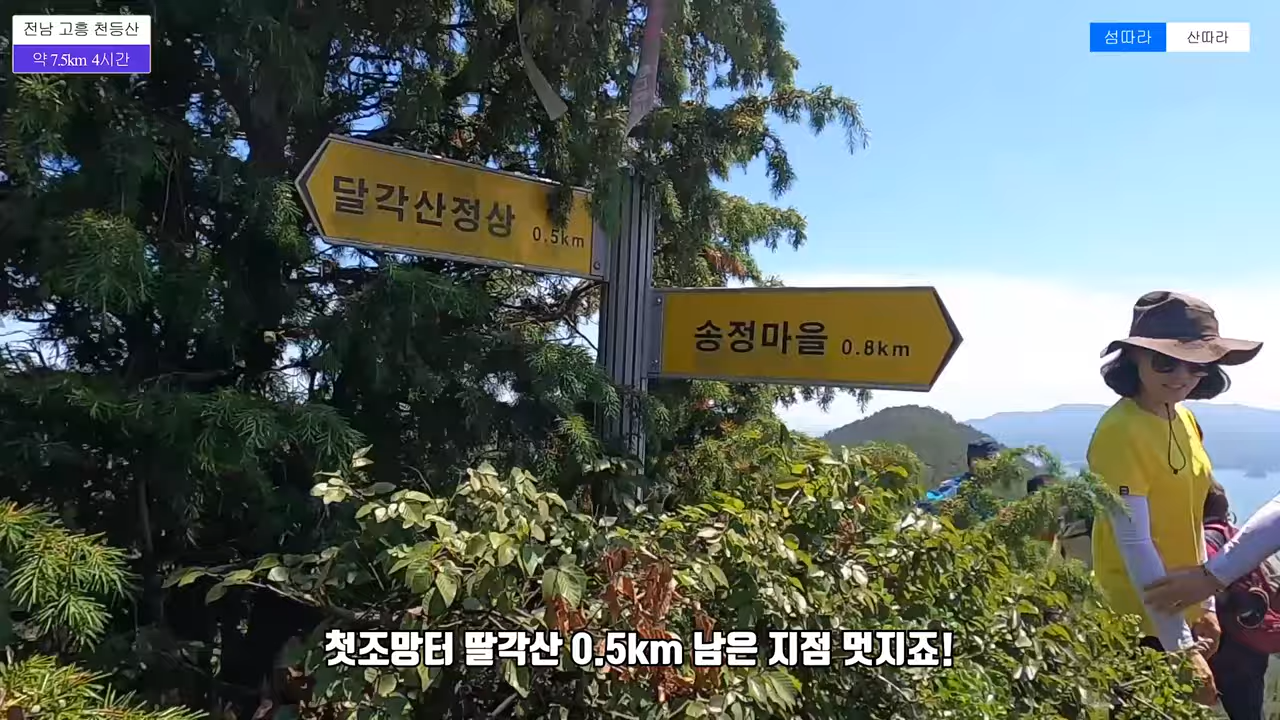 전남 고흥 천등산
약 7.5km 4시간
섬따라
산따라
달각산정상 0.5km
송정마을 0.8km
첫조망터 딸각산 0.5km 남은 지점 멋지죠!